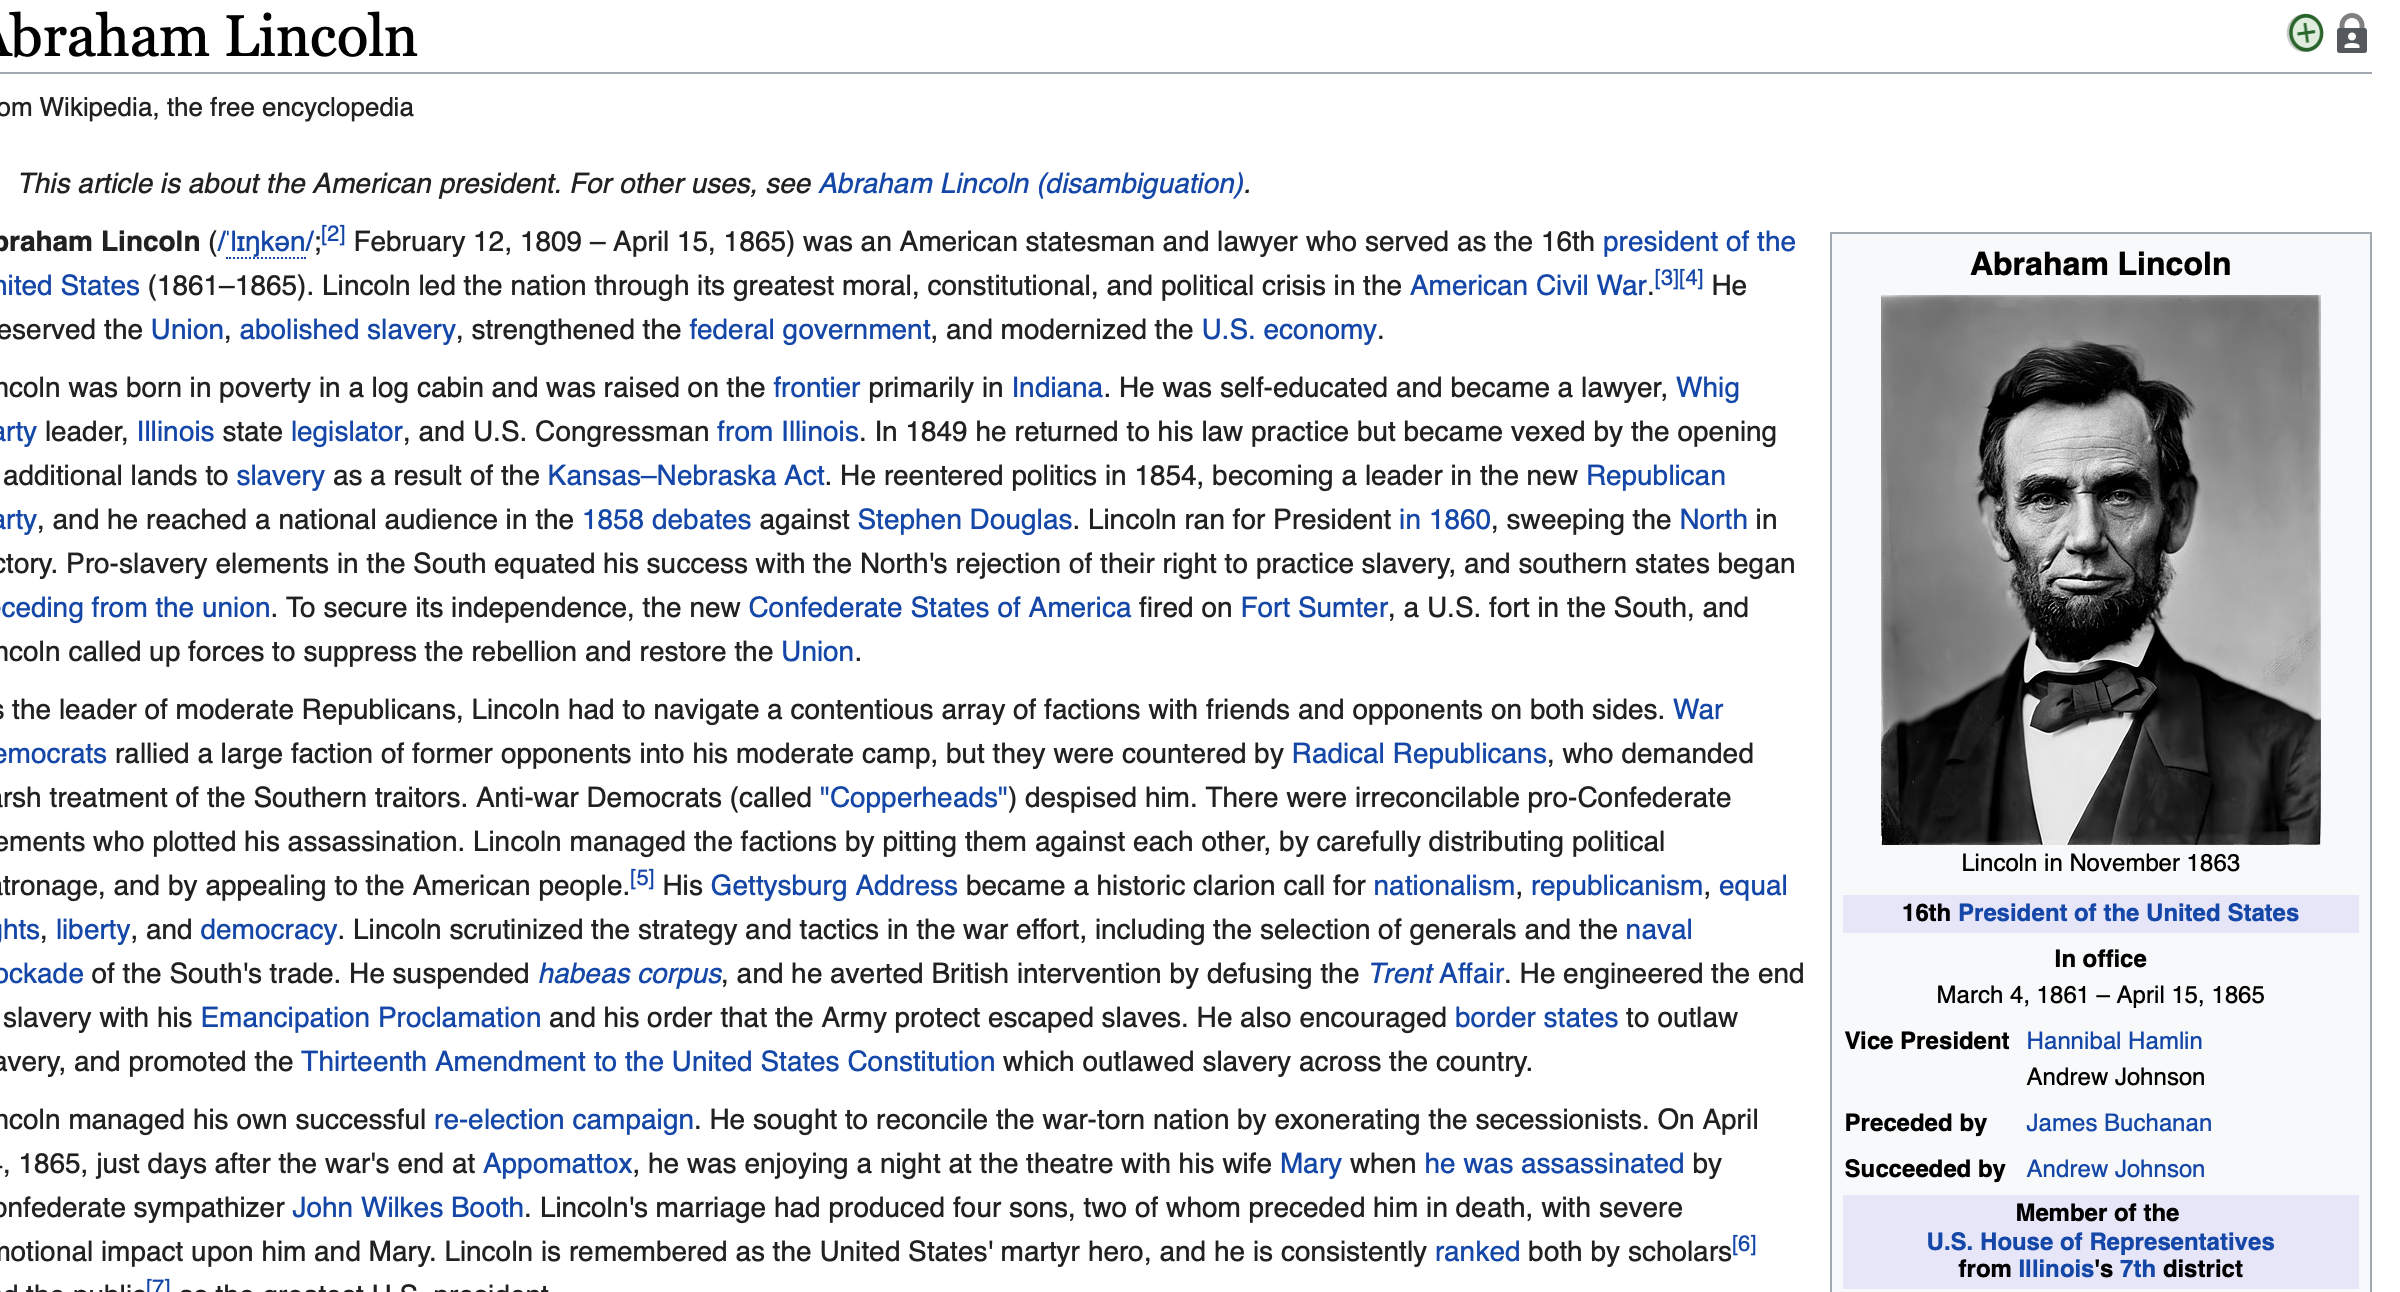 Abraham Lincoln
om Wikipedia, the free encyclopedia
This article is about the American president. For other uses, see Abraham Lincoln (disambiguation).
braham Lincoln (/ˈlɪŋkən/;[2] February 12, 1809 – April 15, 1865) was an American statesman and lawyer who served as the 16th president of the
nited States (1861–1865). Lincoln led the nation through its greatest moral, constitutional, and political crisis in the American Civil War.[3][4] He
eserved the Union, abolished slavery, strengthened the federal government, and modernized the U.S. economy.
ncoln was born in poverty in a log cabin and was raised on the frontier primarily in Indiana. He was self-educated and became a lawyer, Whig
arty leader, Illinois state legislator, and U.S. Congressman from Illinois. In 1849 he returned to his law practice but became vexed by the opening
additional lands to slavery as a result of the Kansas–Nebraska Act. He reentered politics in 1854, becoming a leader in the new Republican
arty, and he reached a national audience in the 1858 debates against Stephen Douglas. Lincoln ran for President in 1860, sweeping the North in
ctory. Pro-slavery elements in the South equated his success with the North's rejection of their right to practice slavery, and southern states began
ceding from the union. To secure its independence, the new Confederate States of America fired on Fort Sumter, a U.S. fort in the South, and
ncoln called up forces to suppress the rebellion and restore the Union.
s the leader of moderate Republicans, Lincoln had to navigate a contentious array of factions with friends and opponents on both sides. War
emocrats rallied a large faction of former opponents into his moderate camp, but they were countered by Radical Republicans, who demanded
arsh treatment of the Southern traitors. Anti-war Democrats (called "Copperheads") despised him. There were irreconcilable pro-Confederate
ements who plotted his assassination. Lincoln managed the factions by pitting them against each other, by carefully distributing political
atronage, and by appealing to the American people.[5] His Gettysburg Address became a historic clarion call for nationalism, republicanism, equal
ghts, liberty, and democracy. Lincoln scrutinized the strategy and tactics in the war effort, including the selection of generals and the naval
ockade of the South's trade. He suspended habeas corpus, and he averted British intervention by defusing the Trent Affair. He engineered the end
slavery with his Emancipation Proclamation and his order that the Army protect escaped slaves. He also encouraged border states to outlaw
avery, and promoted the Thirteenth Amendment to the United States Constitution which outlawed slavery across the country.
ncoln managed his own successful re-election campaign. He sought to reconcile the war-torn nation by exonerating the secessionists. On April
, 1865, just days after the war's end at Appomattox, he was enjoying a night at the theatre with his wife Mary when he was assassinated by
onfederate sympathizer John Wilkes Booth. Lincoln's marriage had produced four sons, two of whom preceded him in death, with severe
notional impact upon him and Mary. Lincoln is remembered as the United States' martyr hero, and he is consistently ranked both by scholars[6]
d the public[7] as the greatest U.S. president.
Abraham Lincoln
Lincoln in November 1863
16th President of the United States
In office
March 4, 1861 – April 15, 1865
Vice President Hannibal Hamlin
Andrew Johnson
Preceded by James Buchanan
Succeeded by Andrew Johnson
Member of the
U.S. House of Representatives
from Illinois's 7th district